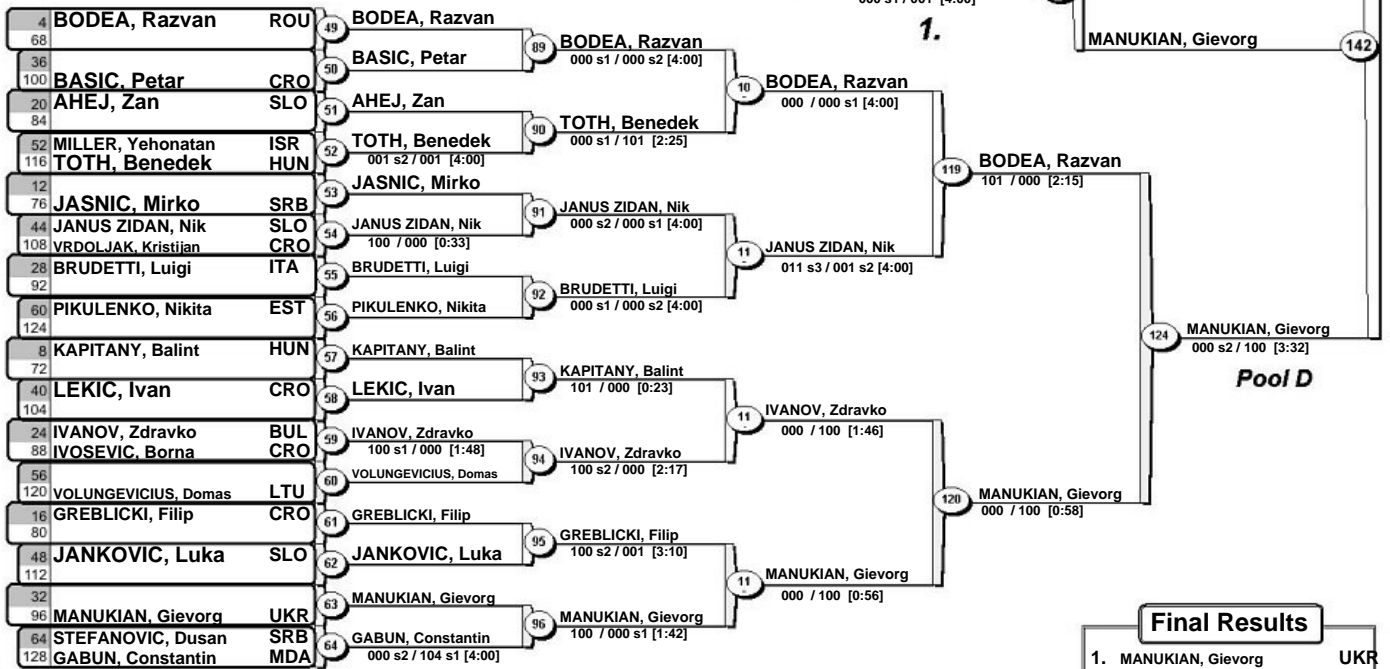 1.
MANUKIAN, Gievorg
142
4 BODEA, Razvan ROU
68
36
100 BASIC, Petar CRO
20 AHEJ, Zan SLO
84
52 MILLER, Yehonatan ISR
116 TOTH, Benedek HUN
12
76 JASNIC, Mirko SRB
44 JANUS ZIDAN, Nik SLO
108 VRDOLJAK, Kristijan CRO
28 BRUDETTI, Luigi ITA
92
60 PIKULENKO, Nikita EST
124
8 KAPITANY, Balint HUN
72
40 LEKIC, Ivan CRO
104
24 IVANOV, Zdravko BUL
88 IVOSEVIC, Borna CRO
56
120 VOLUNGEVICIUS, Domas LTU
16 GREBLICKI, Filip CRO
80
48 JANKOVIC, Luka SLO
112
32
96 MANUKIAN, Gievorg UKR
64 STEFANOVIC, Dusan SRB
128 GABUN, Constantin MDA
49 BODEA, Razvan
50 BASIC, Petar
51 AHEJ, Zan
52 TOTH, Benedek
001 s2 / 001 [4:00]
53 JASNIC, Mirko
54 JANUS ZIDAN, Nik
100 / 000 [0:33]
55 BRUDETTI, Luigi
56 PIKULENKO, Nikita
57 KAPITANY, Balint
58 LEKIC, Ivan
59 IVANOV, Zdravko
100 s1 / 000 [1:48]
60 VOLUNGEVICIUS, Domas
61 GREBLICKI, Filip
62 JANKOVIC, Luka
63 MANUKIAN, Gievorg
64 GABUN, Constantin
000 s2 / 104 s1 [4:00]
89 BODEA, Razvan
000 s1 / 000 s2 [4:00]
90 TOTH, Benedek
000 s1 / 101 [2:25]
91 JANUS ZIDAN, Nik
000 s2 / 000 s1 [4:00]
92 BRUDETTI, Luigi
000 s1 / 000 s2 [4:00]
93 KAPITANY, Balint
101 / 000 [0:23]
94 IVANOV, Zdravko
100 s2 / 000 [2:17]
95 GREBLICKI, Filip
100 s2 / 001 [3:10]
96 MANUKIAN, Gievorg
100 / 000 s1 [1:42]
10 BODEA, Razvan
000 / 000 s1 [4:00]
11 JANUS ZIDAN, Nik
011 s3 / 001 s2 [4:00]
11 IVANOV, Zdravko
000 / 100 [1:46]
11 MANUKIAN, Gievorg
000 / 100 [0:56]
119 BODEA, Razvan
101 / 000 [2:15]
120 MANUKIAN, Gievorg
000 / 100 [0:58]
124 MANUKIAN, Gievorg
000 s2 / 100 [3:32]
Pool D
Final Results
1. MANUKIAN, Gievorg UKR